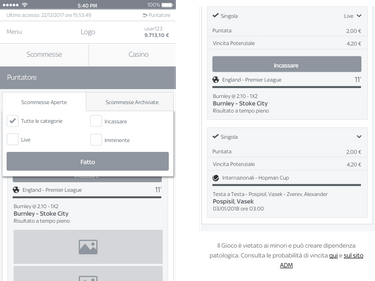 5:40 PM
100%
Ultimo accesso: 22/12/2017 ore 15:53:49
Puntatore
Menu
Logo
user123
9.713,10 €
Scommesse
Casino
Puntatore
Scommesse Aperte
Scommesse Archiviate
Tutte le categorie
Incassare
Live
Imminente
Fatto
England - Premier League
11'
Burnley @ 2.10 - 1X2
Burnley - Stoke City
Risultato a tempo pieno
Singola
Live
Puntata
2,00 €
Vincita Potenziale
4,20 €
Incassare
England - Premier League
11'
Burnley @ 2.10 - 1X2
Burnley - Stoke City
Risultato a tempo pieno
Singola
Puntata
2,00 €
Vincita Potenziale
4,20 €
Internazionali - Hopman Cup
Testa a Testa - Pospisil, Vasek - Zverev, Alexander
Pospisil, Vasek
03/01/2018 ore 03:00
Il Gioco è vietato ai minori e può creare dipendenza
patologica. Consulta le probabilità di vincita qui e sul sito
ADM